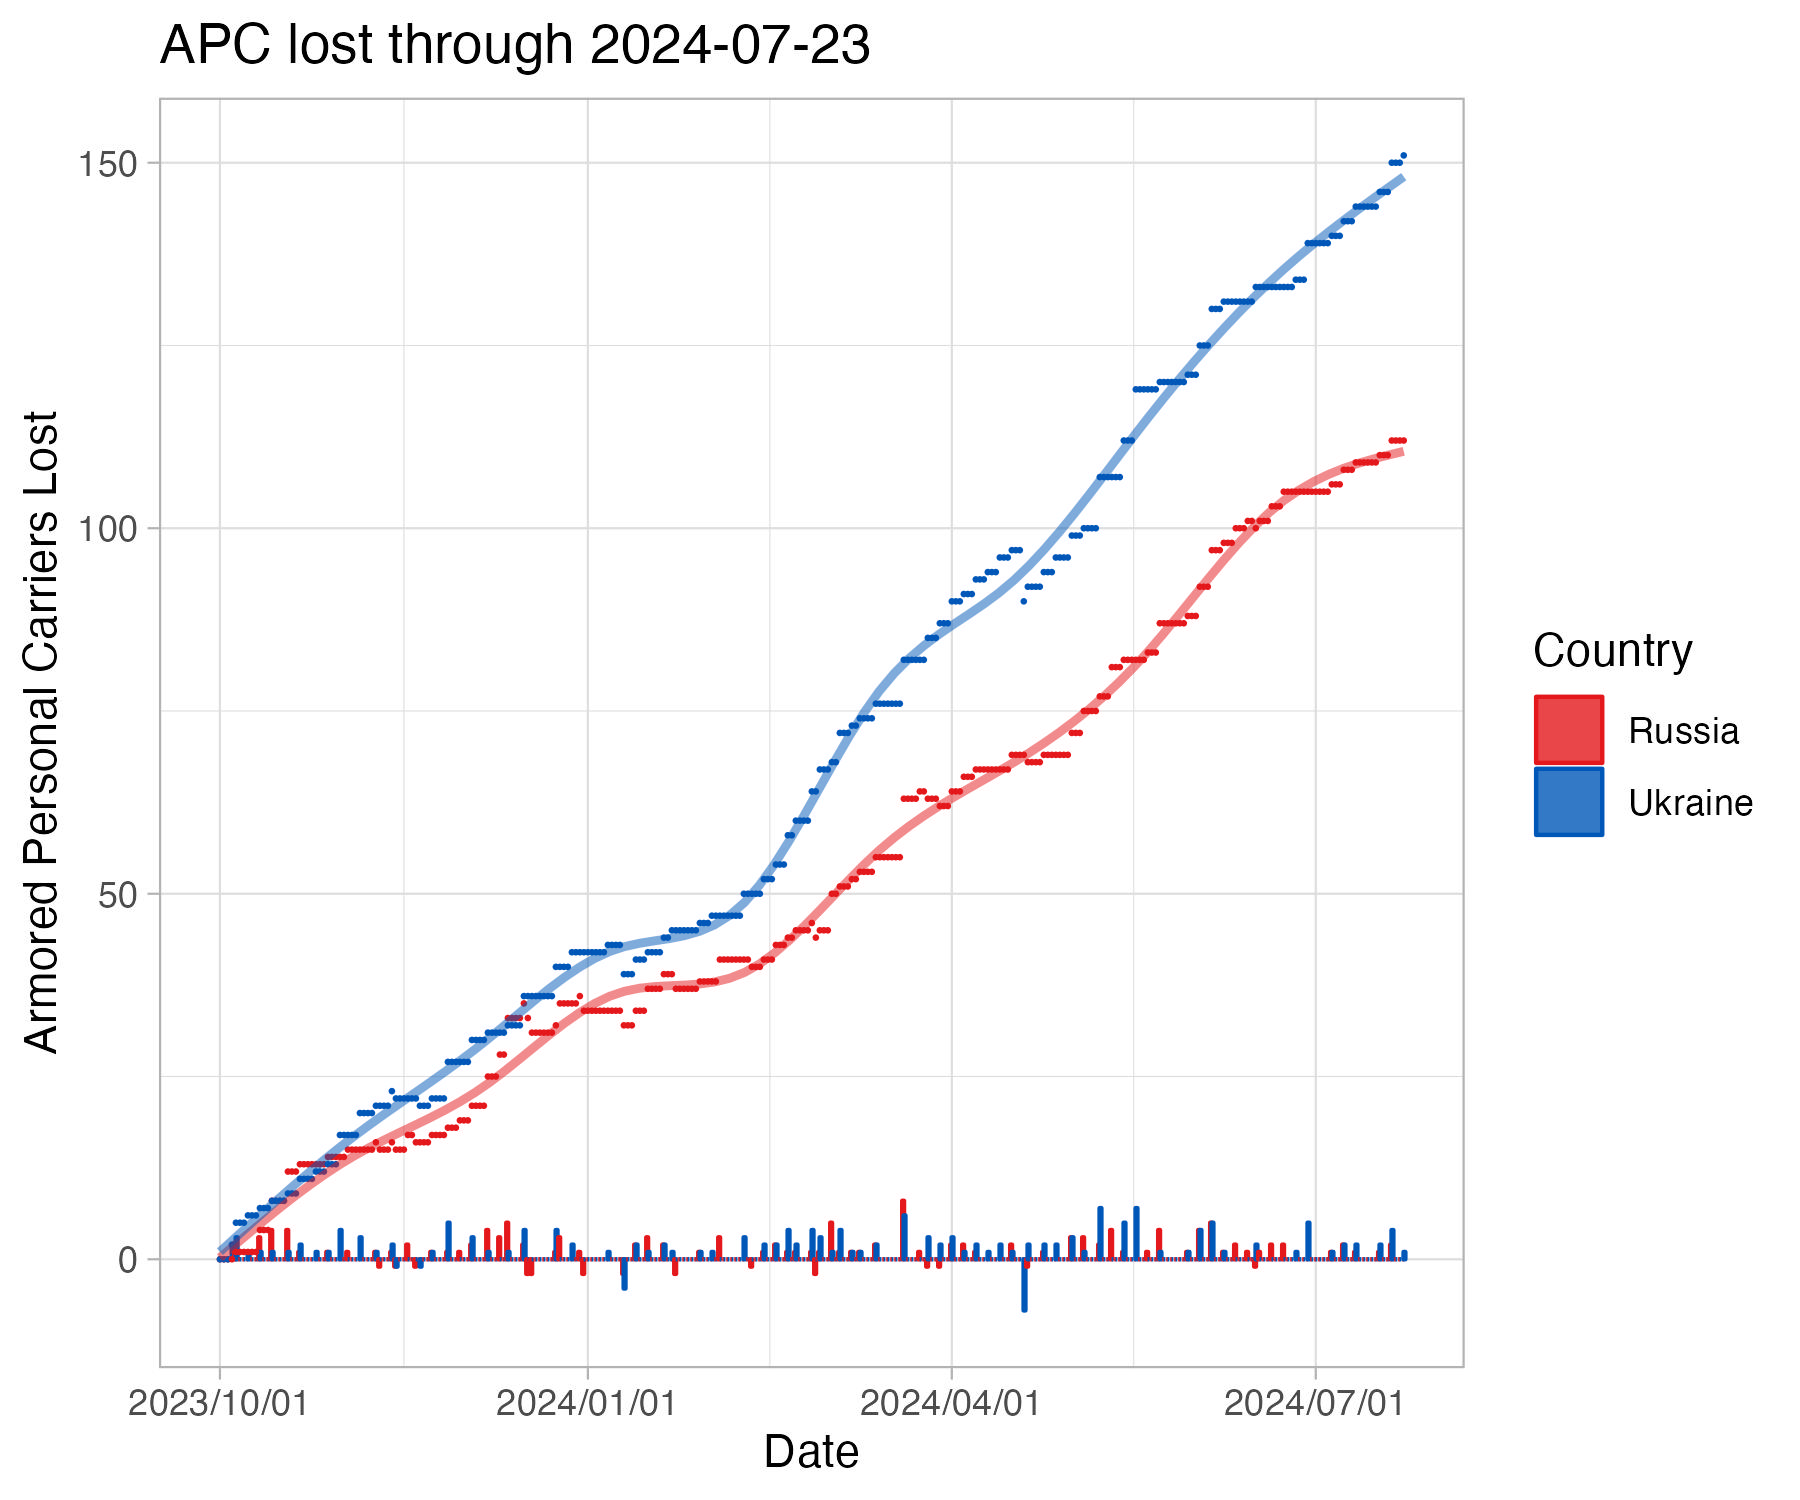 APC lost through 2024-07-23
Armored Personal Carriers Lost
150
100
50
0
2023/10/01
2024/01/01
2024/04/01
2024/07/01
Date
Country
Russia
Ukraine